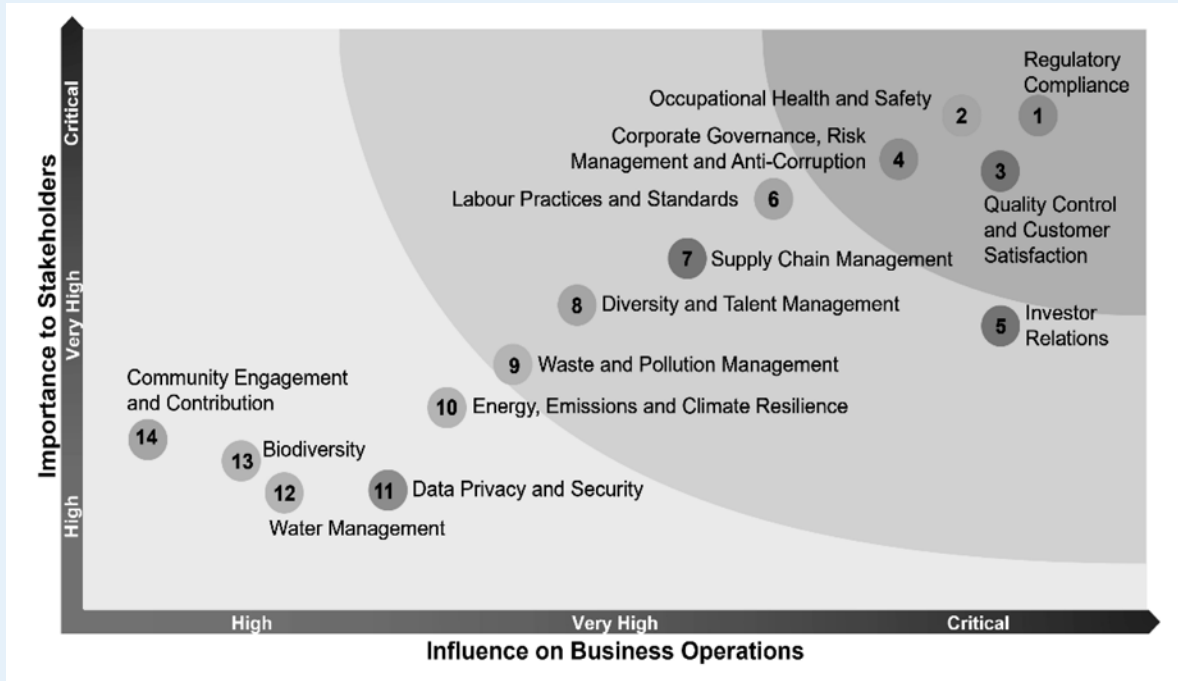 Importance to Stakeholders
Critical
Very High
High
Regulatory
Compliance
1
Occupational Health and Safety
2
Corporate Governance, Risk
Management and Anti-Corruption
4
3
Quality Control
and Customer
Satisfaction
Labour Practices and Standards
6
7
Supply Chain Management
8
Diversity and Talent Management
5
Investor
Relations
9
Waste and Pollution Management
10
Energy, Emissions and Climate Resilience
Community Engagement
and Contribution
14
13
Biodiversity
12
Water Management
11
Data Privacy and Security
High
Very High
Critical
Influence on Business Operations